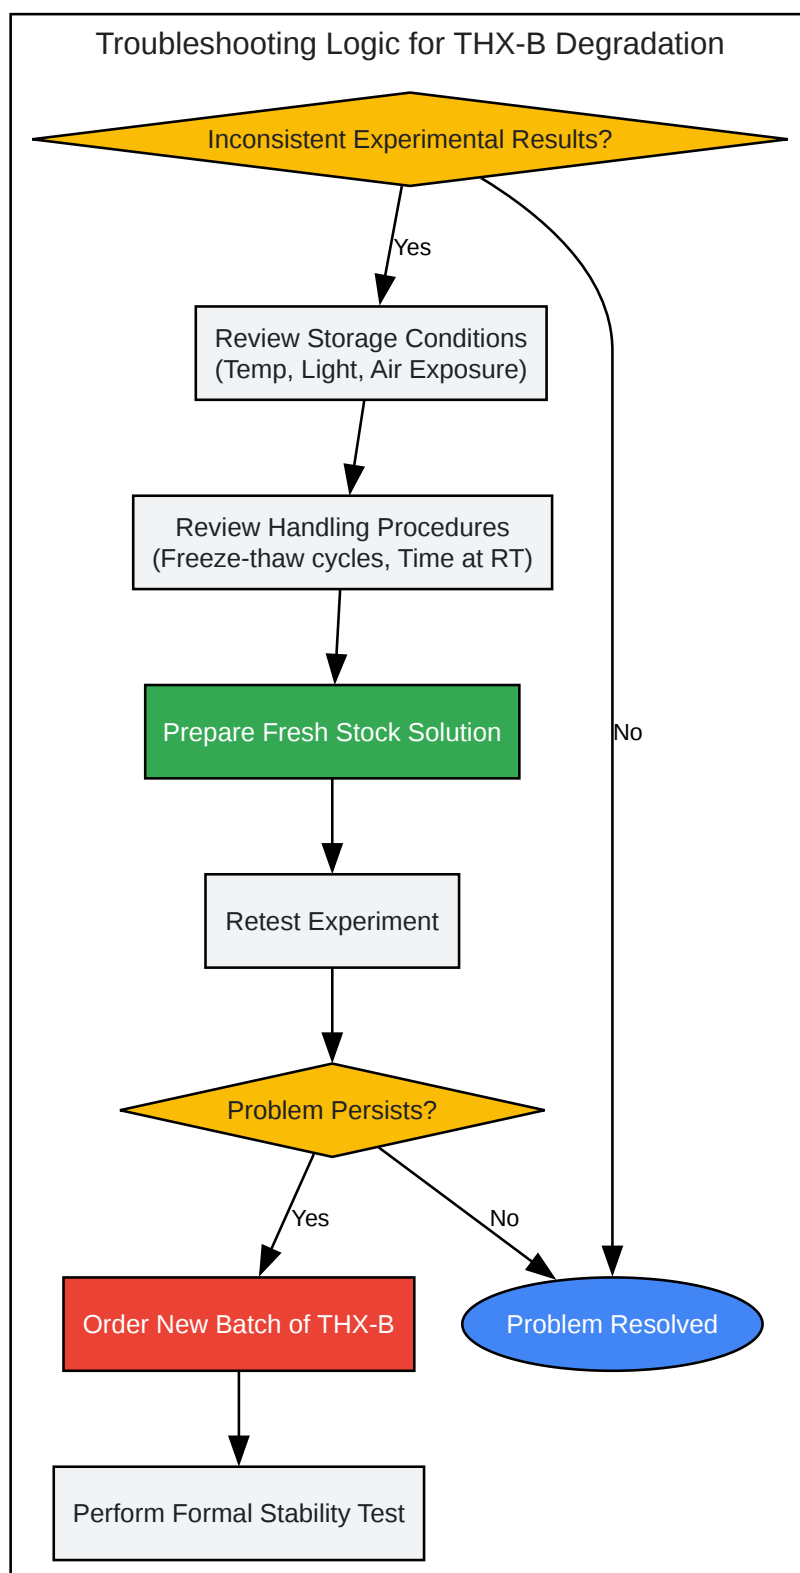 Troubleshooting Logic for THX-B Degradation
Inconsistent Experimental Results?
Yes
Review Storage Conditions
(Temp, Light, Air Exposure)
Review Handling Procedures
(Freeze-thaw cycles, Time at RT)
Prepare Fresh Stock Solution
No
Retest Experiment
Problem Persists?
Yes
No
Order New Batch of THX-B
Problem Resolved
Perform Formal Stability Test